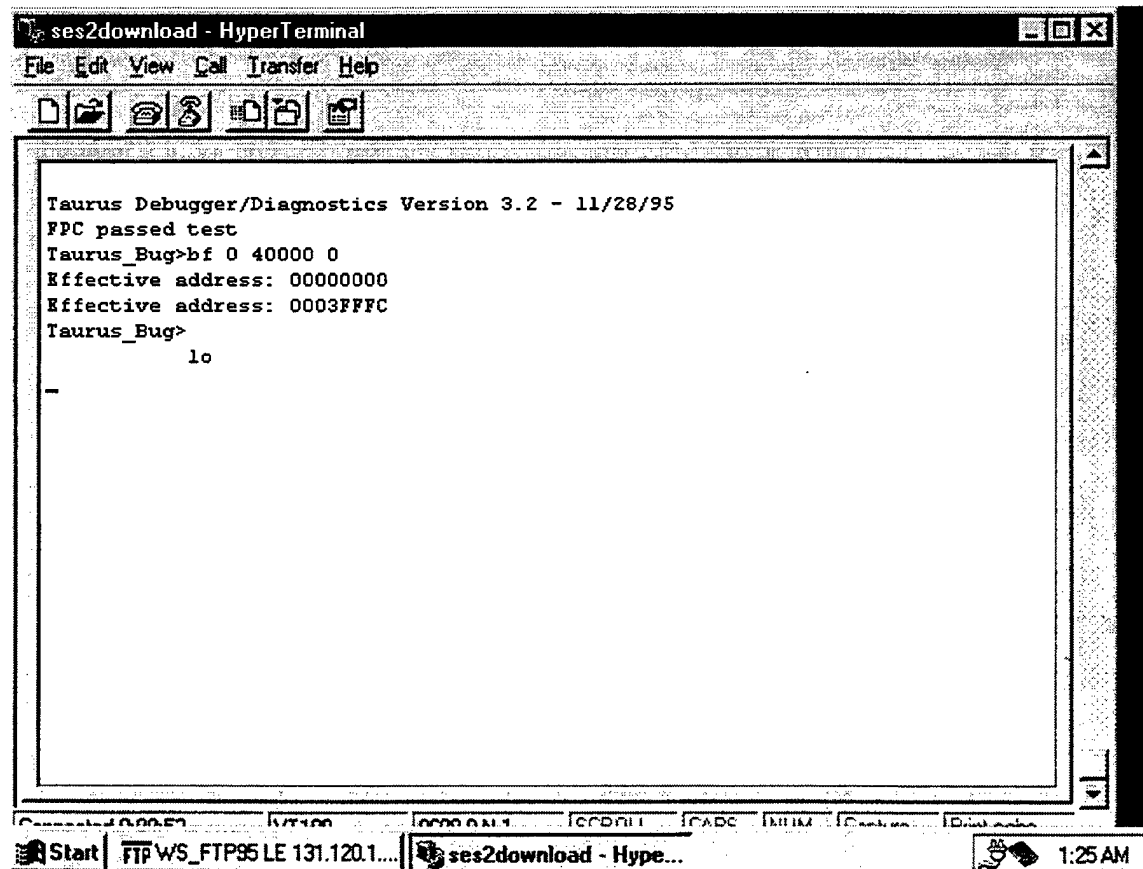 ses2download - HyperTerminal
File Edit View Call Transfer Help
Taurus Debugger/Diagnostics Version 3.2 - 11/28/95
FPC passed test
Taurus_Bug>bf 0 40000 0
Effective address: 00000000
Effective address: 0003FFFC
Taurus_Bug>
lo
VT100 SCROLL CAPS NUM
Start FTP WS_FTP95 LE 131.120.1.... ses2download - Hype... 1:25 AM